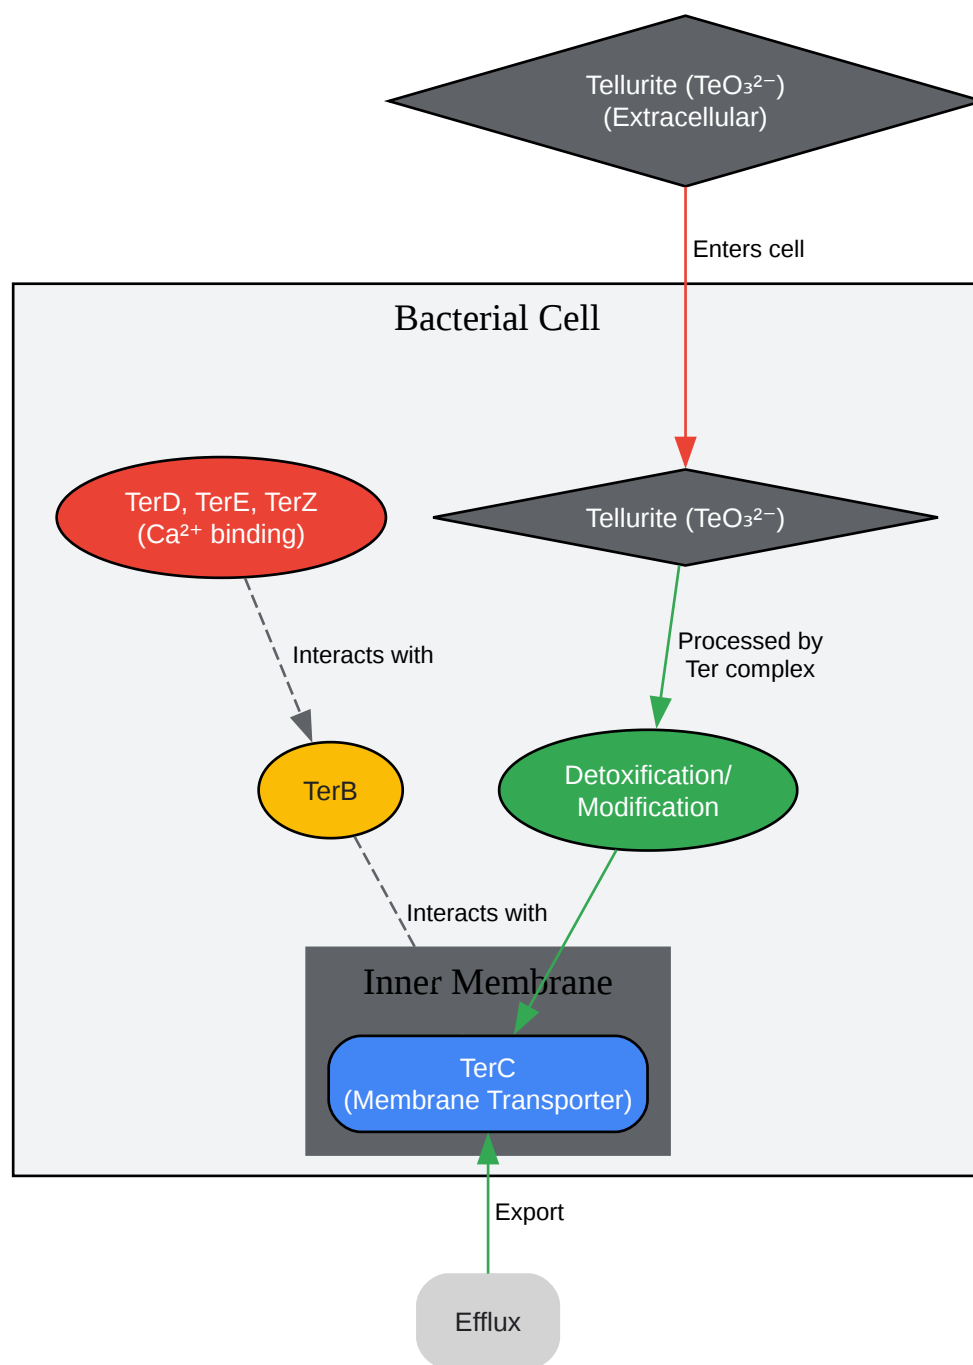 Tellurite (TeO₃²⁻)
(Extracellular)
Enters cell
Bacterial Cell
TerD, TerE, TerZ
(Ca²⁺ binding)
Tellurite (TeO₃²⁻)
Interacts with
Processed by
Ter complex
TerB
Detoxification/
Modification
Interacts with
Inner Membrane
TerC
(Membrane Transporter)
Export
Efflux